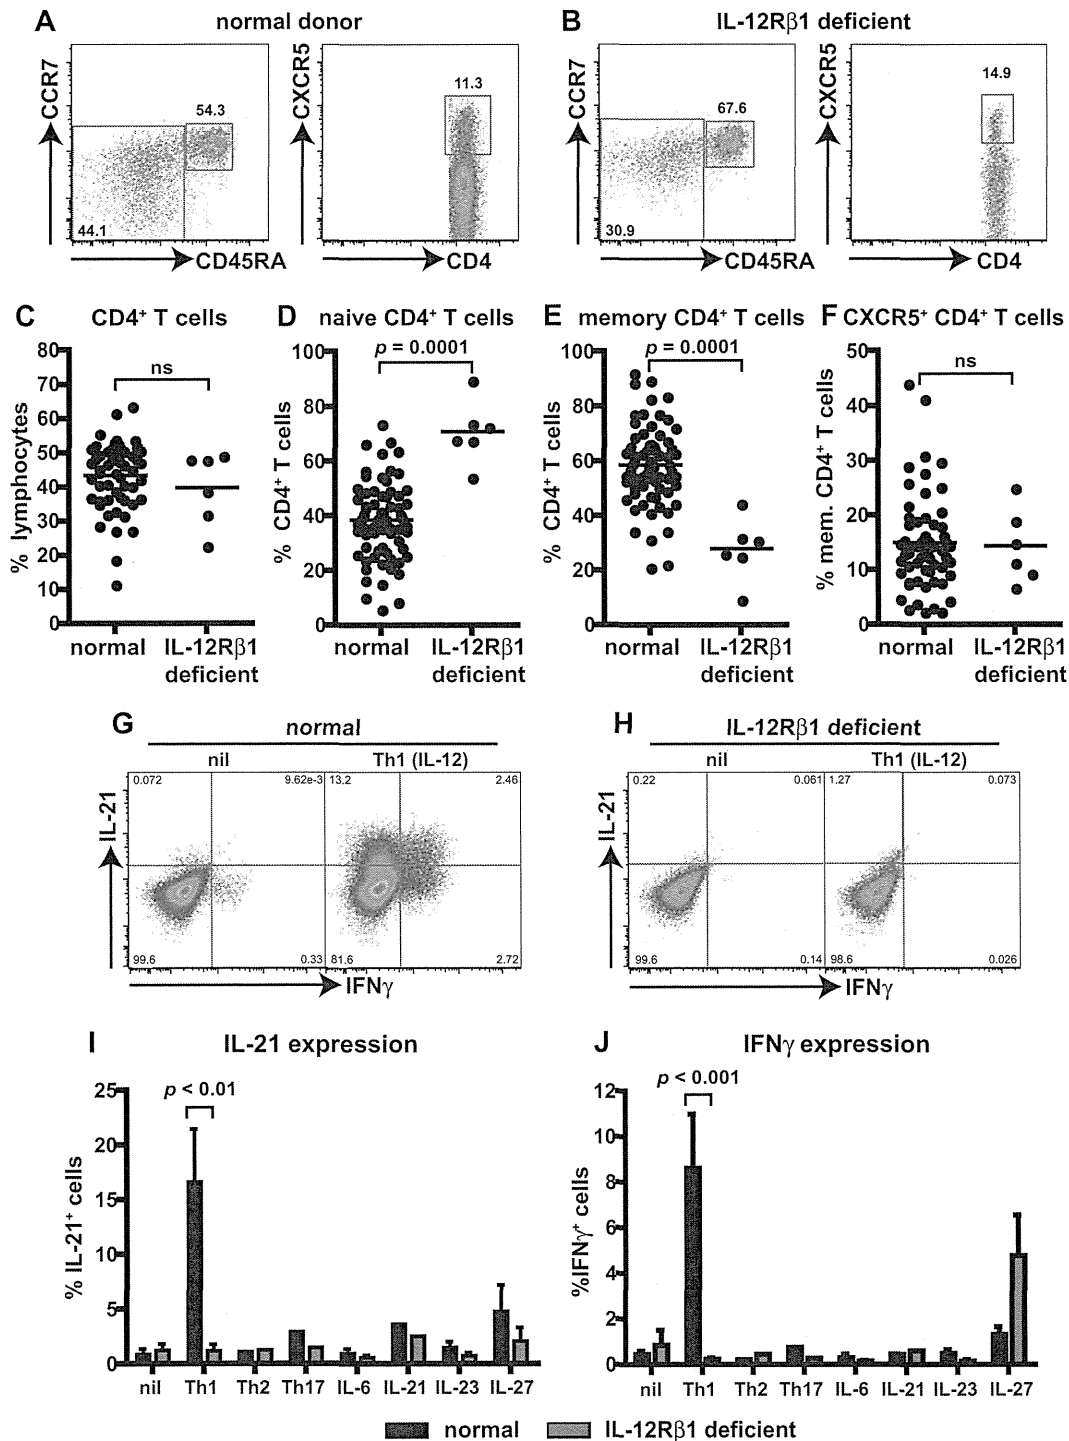 A normal donor
B IL-12Rβ1 deficient
CCR7
54.3
44.1
CD45RA
CXCR5
11.3
CD4
CCR7
67.6
30.9
CD45RA
CXCR5
14.9
CD4
C CD4+ T cells
% lymphocytes
80
70
60
50
40
30
20
10
0
ns
normal
IL-12Rβ1
deficient
D naive CD4+ T cells
p = 0.0001
% CD4+ T cells
100
80
60
40
20
0
normal
IL-12Rβ1
deficient
E memory CD4+ T cells
p = 0.0001
% CD4+ T cells
100
80
60
40
20
0
normal
IL-12Rβ1
deficient
F CXCR5+ CD4+ T cells
ns
% mem. CD4+ T cells
50
40
30
20
10
0
normal
IL-12Rβ1
deficient
G normal
nil Th1 (IL-12)
IL-21
0.072 9.62e-3 13.2 2.46
99.6 0.33 81.6 2.72
IFNγ
H IL-12Rβ1 deficient
nil Th1 (IL-12)
IL-21
0.22 0.061 1.27 0.073
99.6 0.14 98.6 0.026
IFNγ
I IL-21 expression
p < 0.01
% IL-21+ cells
25
20
15
10
5
0
nil Th1 Th2 Th17 IL-6 IL-21 IL-23 IL-27
J IFNγ expression
p < 0.001
%IFNγ+ cells
12
10
8
6
4
2
0
nil Th1 Th2 Th17 IL-6 IL-21 IL-23 IL-27
normal IL-12Rβ1 deficient